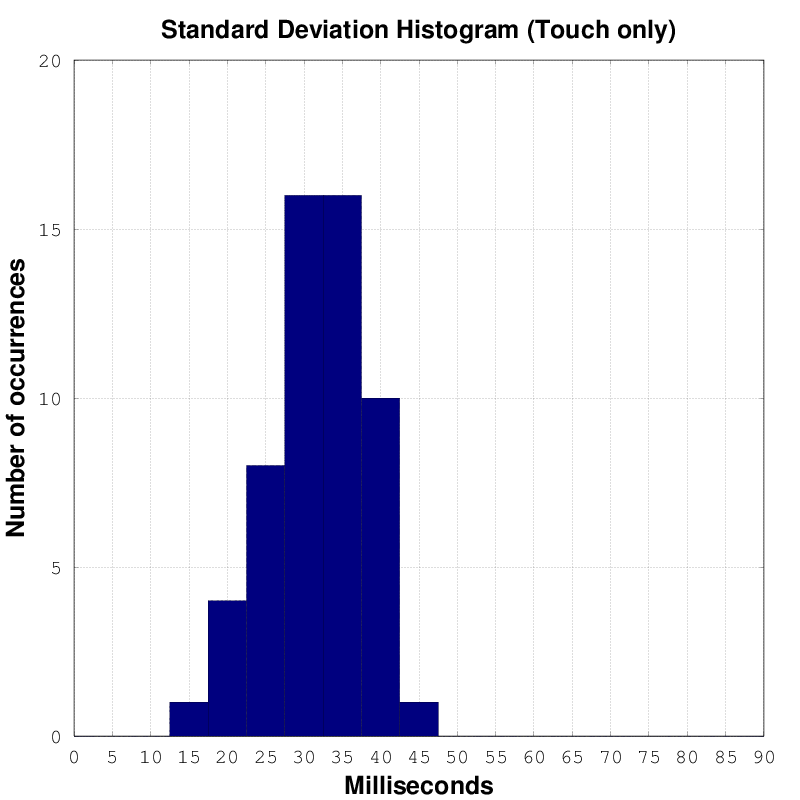 Standard Deviation Histogram (Touch only)
20
15
10
5
0
Number of occurrences
0 5 10 15 20 25 30 35 40 45 50 55 60 65 70 75 80 85 90
Milliseconds